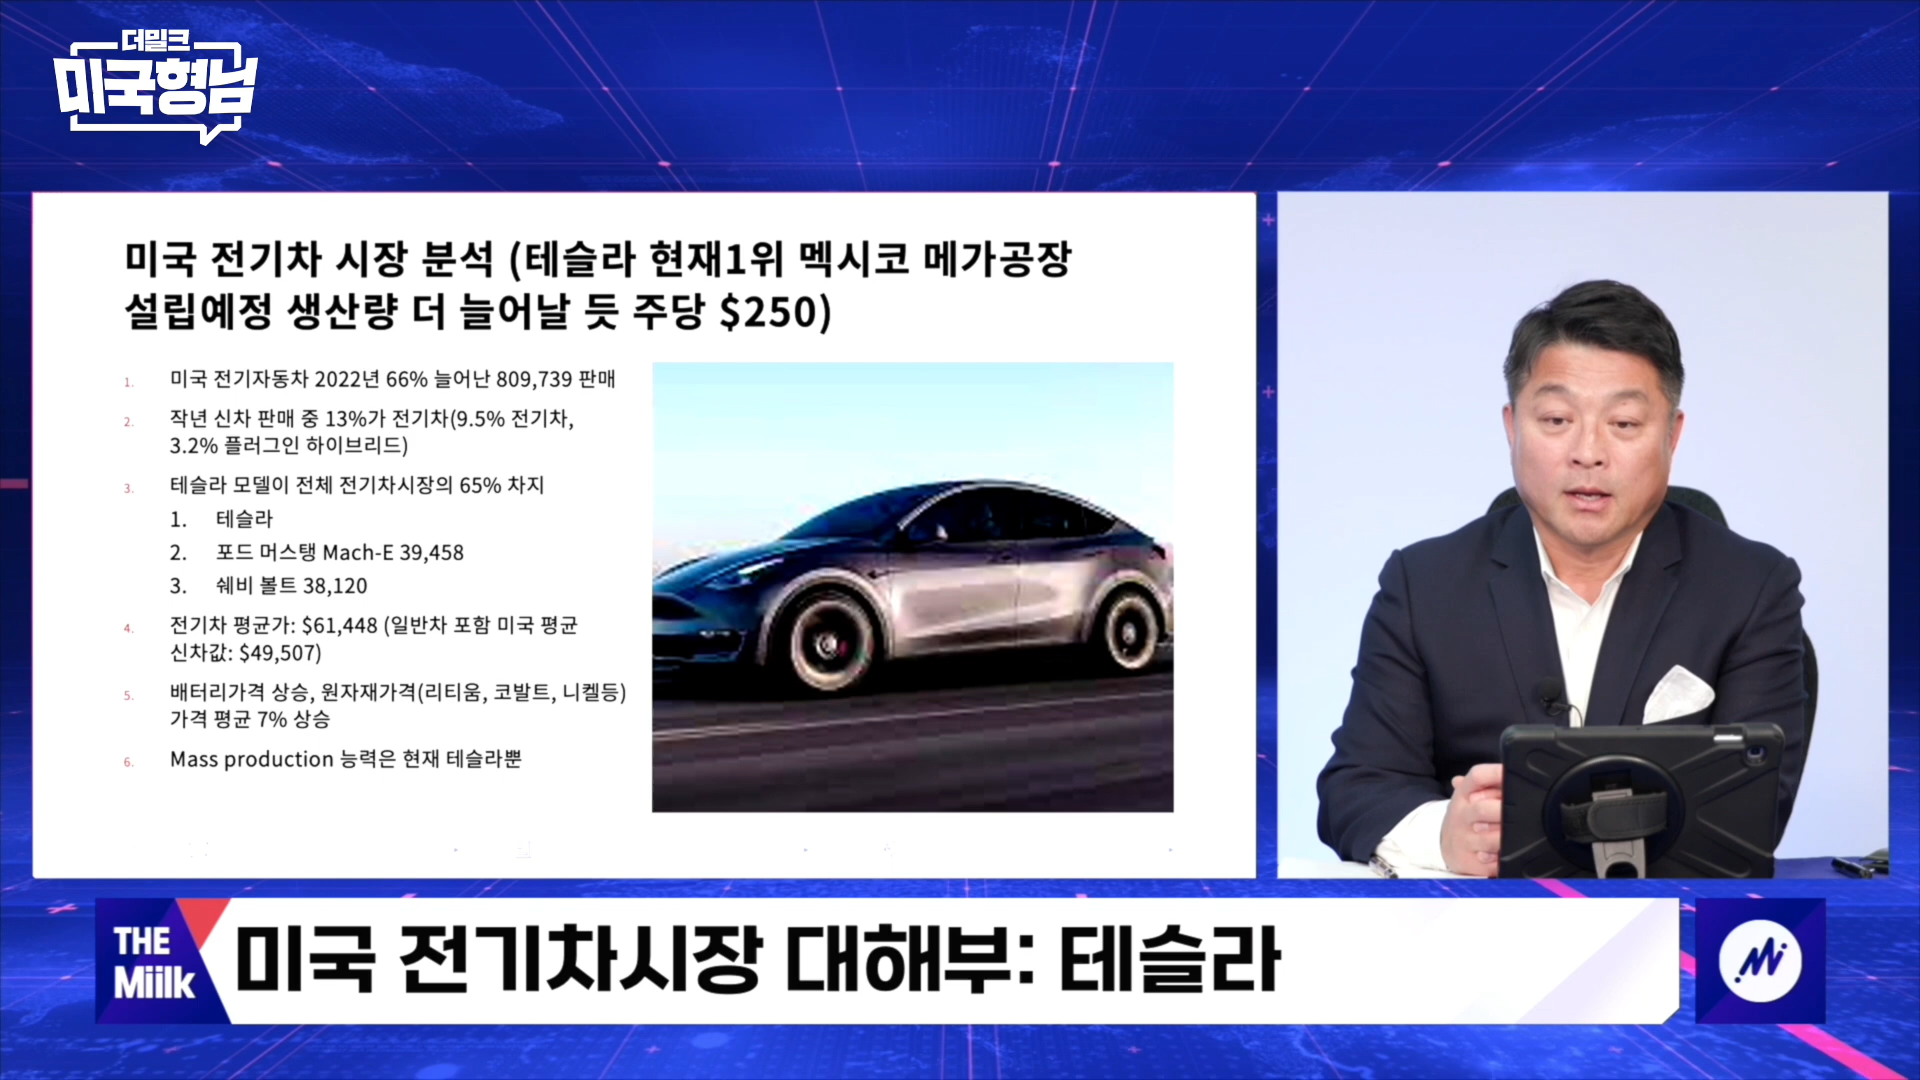 더밀크
미국형님
미국 전기차 시장 분석 (테슬라 현재1위 멕시코 메가공장
설립예정 생산량 더 늘어날 듯 주당 $250)
1. 미국 전기자동차 2022년 66% 늘어난 809,739 판매
2. 작년 신차 판매 중 13%가 전기차(9.5% 전기차,
3.2% 플러그인 하이브리드)
3. 테슬라 모델이 전체 전기차시장의 65% 차지
1. 테슬라
2. 포드 머스탱 Mach-E 39,458
3. 쉐비 볼트 38,120
4. 전기차 평균가: $61,448 (일반차 포함 미국 평균
신차값: $49,507)
5. 배터리가격 상승, 원자재가격(리티움, 코발트, 니켈등)
가격 평균 7% 상승
6. Mass production 능력은 현재 테슬라뿐
THE
Miilk
미국 전기차시장 대해부: 테슬라